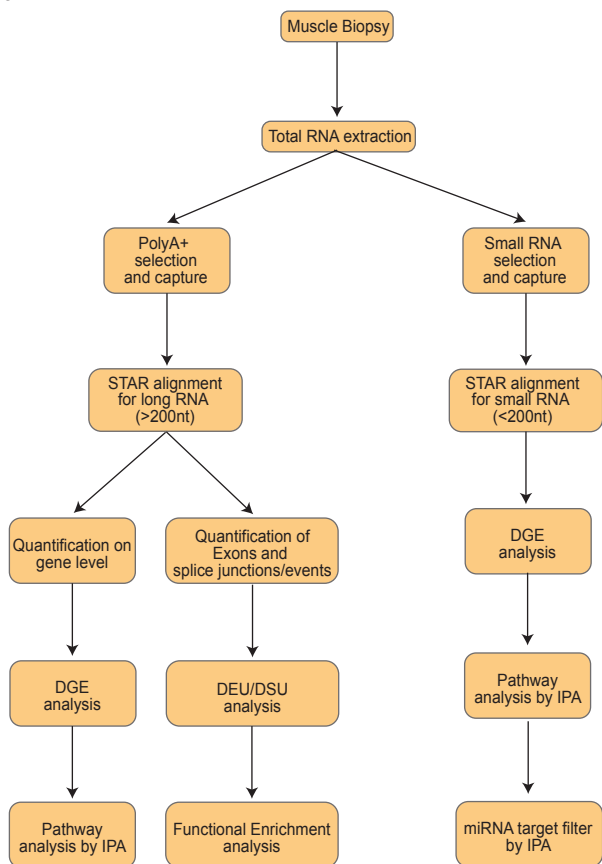 Muscle Biopsy
Total RNA extraction
PolyA+
selection
and capture
Small RNA
selection
and capture
STAR alignment
for long RNA
(>200nt)
STAR alignment
for small RNA
(<200nt)
Quantification on
gene level
Quantification of
Exons and
splice junctions/events
DGE
analysis
DGE
analysis
DEU/DSU
analysis
Pathway
analysis by IPA
Pathway
analysis by IPA
Functional Enrichment
analysis
miRNA target filter
by IPA